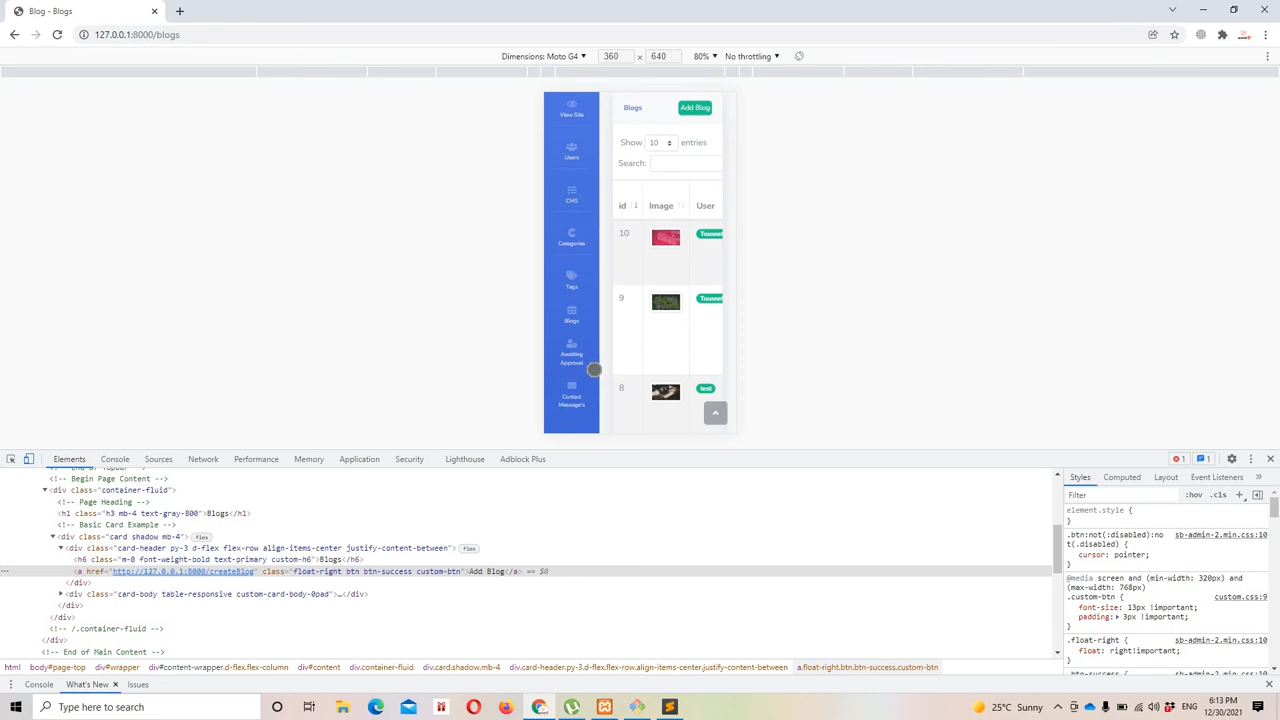 Blog - Blogs
127.0.0.1:8000/blogs
Dimensions: Moto G4 360 × 640 80% No throttling
View Site
Users
CMS
Categories
Tags
Blogs
Awaiting
Approval
Contact
Message's
Blogs Add Blog
Show 10 entries
Search:
id Image User
10
9
8 test
Elements Console Sources Network Performance Memory Application Security Lighthouse Adblock Plus 1 1
<!-- Begin Page Content -->
<div class="container-fluid">
<!-- Page Heading -->
<h1 class="h3 mb-4 text-gray-800">Blogs</h1>
<!-- Basic Card Example -->
<div class="card shadow mb-4"> flex
<div class="card-header py-3 d-flex flex-row align-items-center justify-content-between"> flex
<h6 class="m-0 font-weight-bold text-primary custom-h6">Blogs</h6>
<a href="http://127.0.0.1:8000/createBlog" class="float-right btn btn-success custom-btn">Add Blog</a> == $0
</div>
<div class="card-body table-responsive custom-card-body-0pad">…</div>
</div>
</div>
<!-- /.container-fluid -->
</div>
<!-- End of Main Content -->
html body#page-top div#wrapper div#content-wrapper.d-flex.flex-column div#content div.container-fluid div.card.shadow.mb-4 div.card-header.py-3.d-flex.flex-row.align-items-center.justify-content-between a.float-right.btn.btn-success.custom-btn
Styles Computed Layout Event Listeners
Filter :hov .cls
element.style {
}
.btn:not(:disabled):no sb-admin-2.min.css:10
t(.disabled) {
cursor: pointer;
}
@media screen and (min-width: 320px) and
(max-width: 768px)
.custom-btn { custom.css:9
font-size: 13px !important;
padding: 3px !important;
}
.float-right { sb-admin-2.min.css:10
float: right!important;
}
Console What's New Issues
Type here to search
25°C Sunny
6:13 PM
12/30/2021